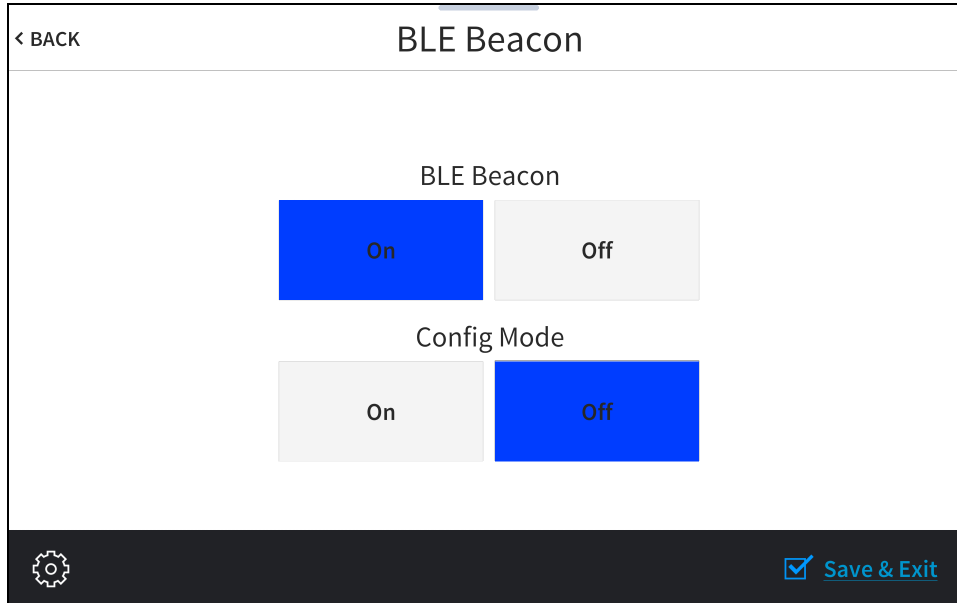 < BACK
BLE Beacon
BLE Beacon
On Off
Config Mode
On Off
Save & Exit